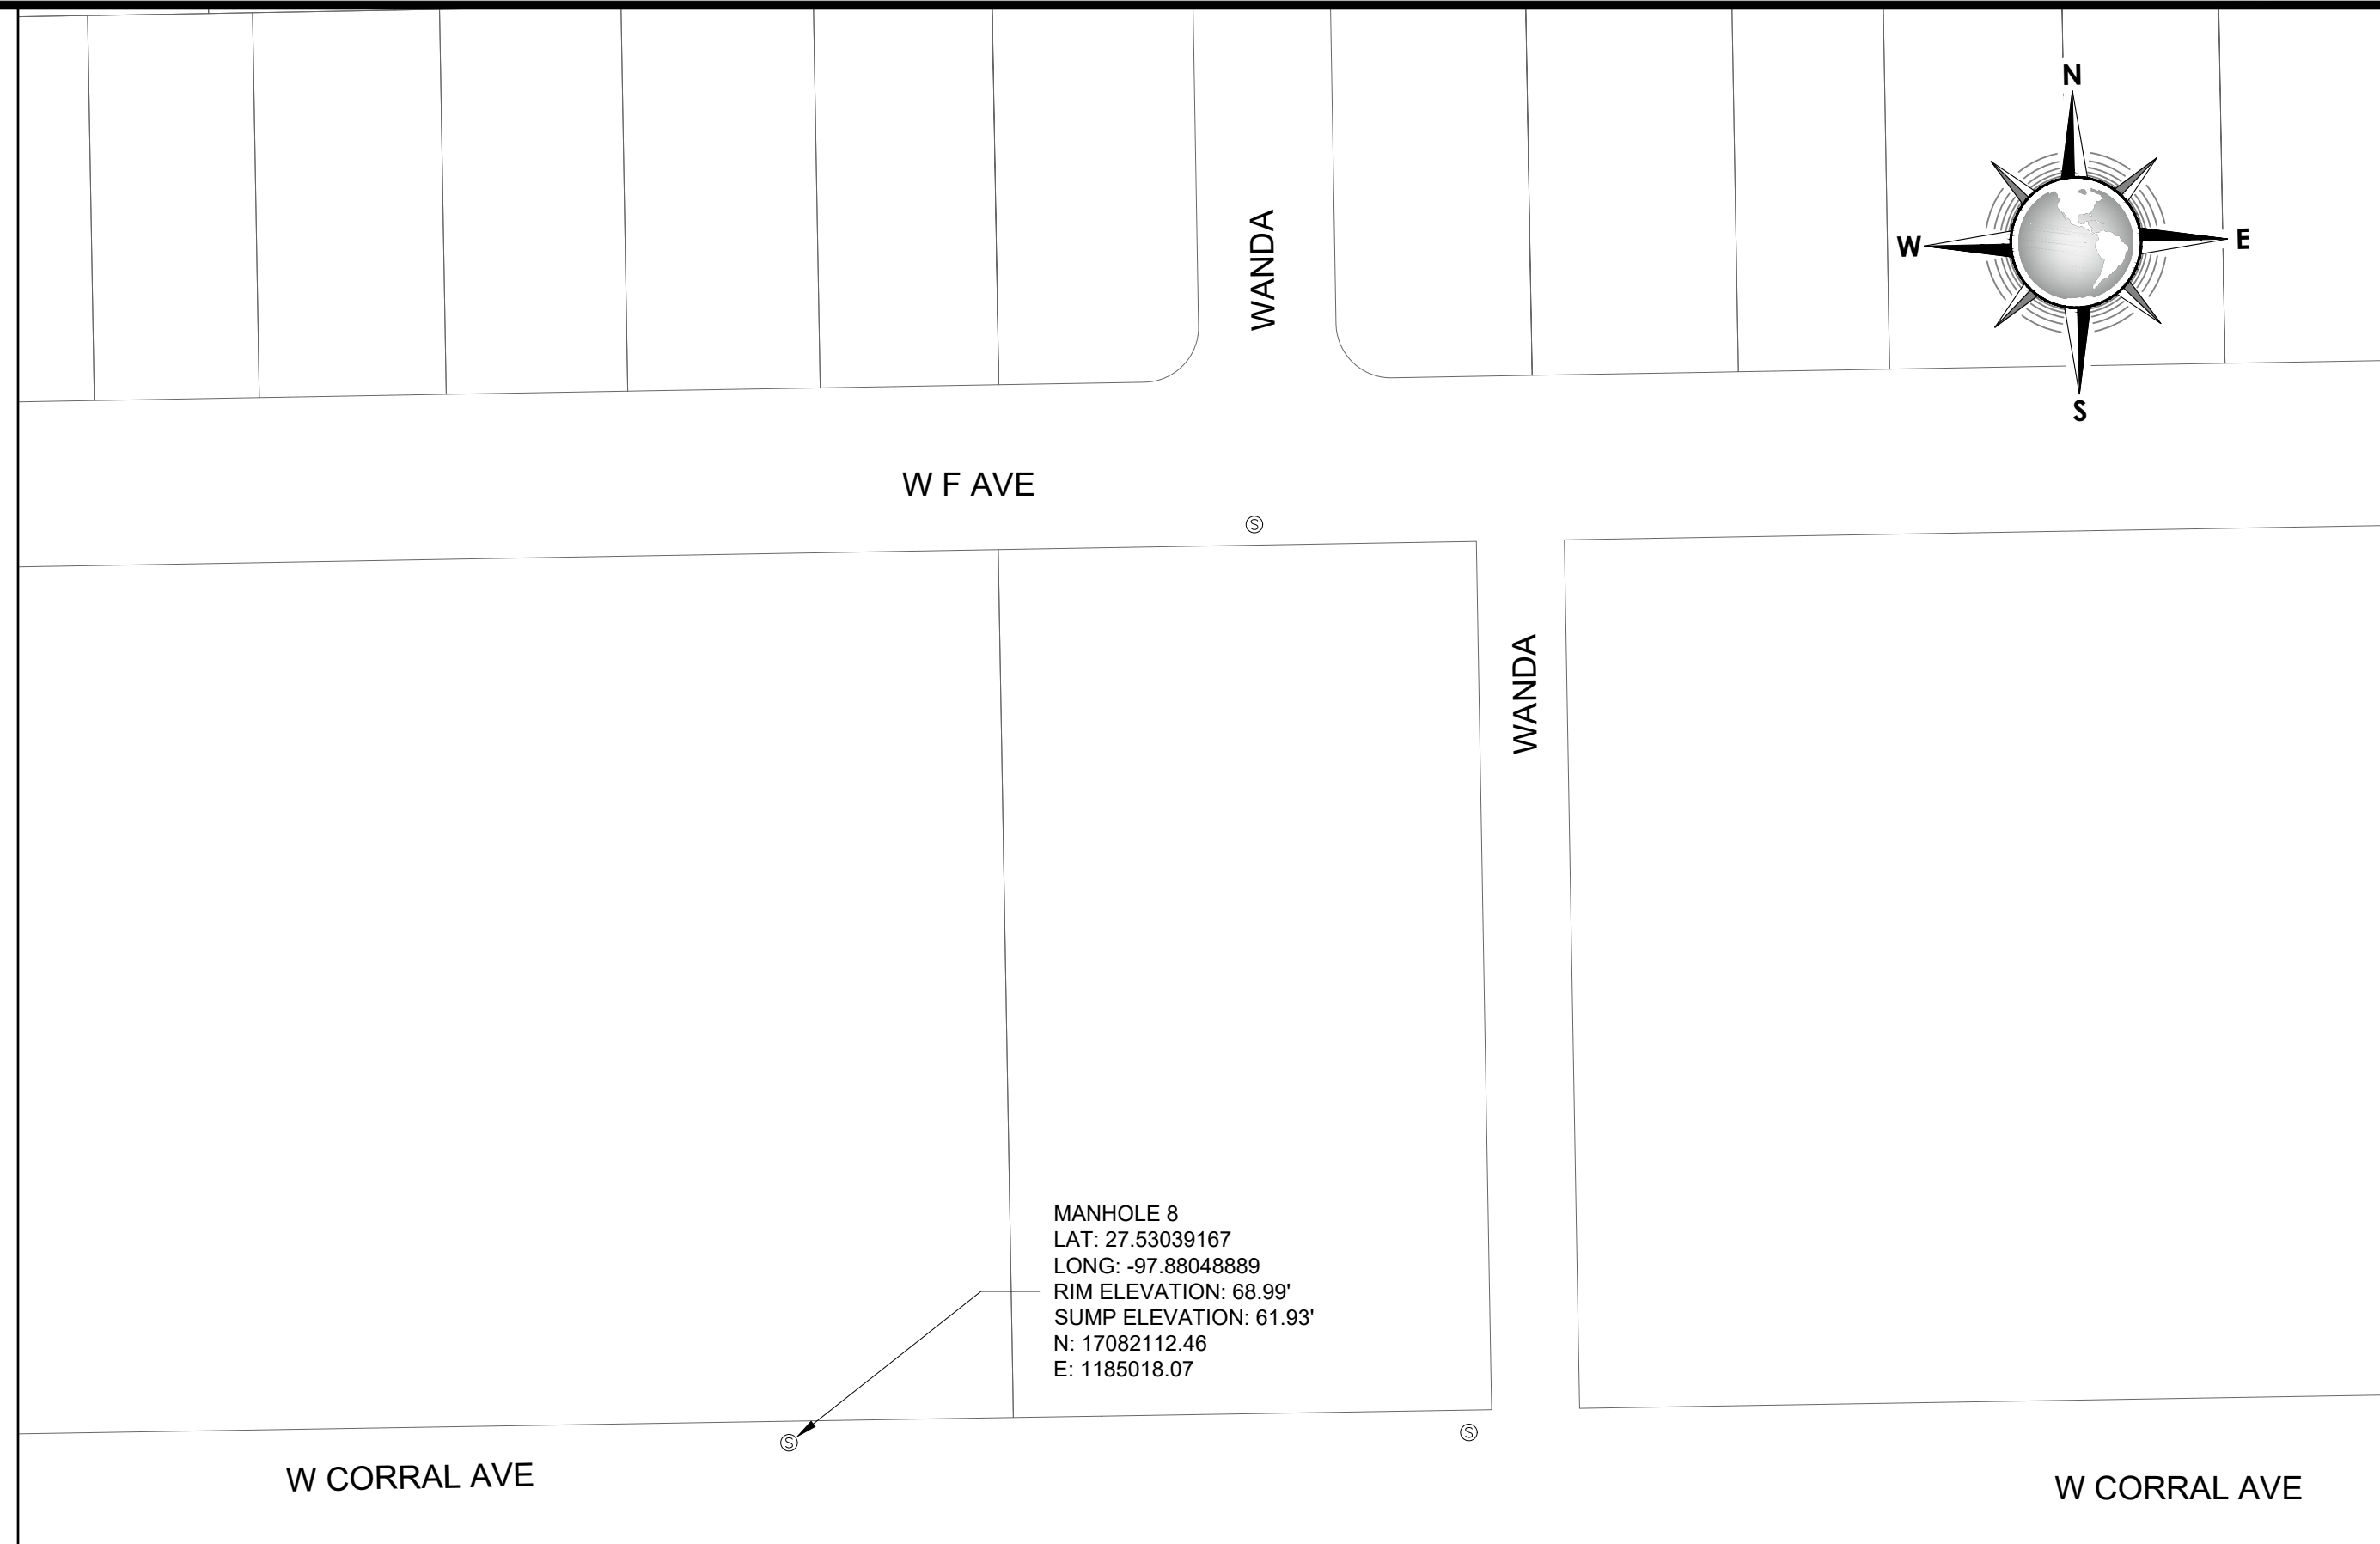 N
WANDA
W
E
S
W F AVE
S
WANDA
MANHOLE 8
LAT: 27.53039167
LONG: -97.88048889
RIM ELEVATION: 68.99'
SUMP ELEVATION: 61.93'
N: 17082112.46
E: 1185018.07
S
S
W CORRAL AVE
W CORRAL AVE